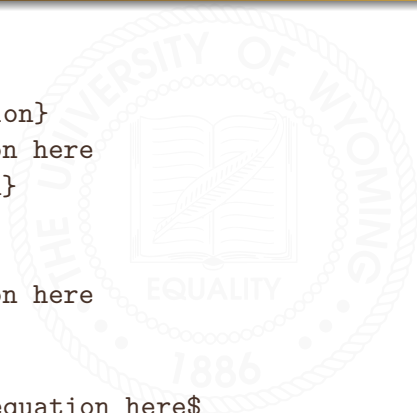 THE UNIVERSITY OF WYOMING
on}
n here
}
EQUALITY
n here
1886
equation here$